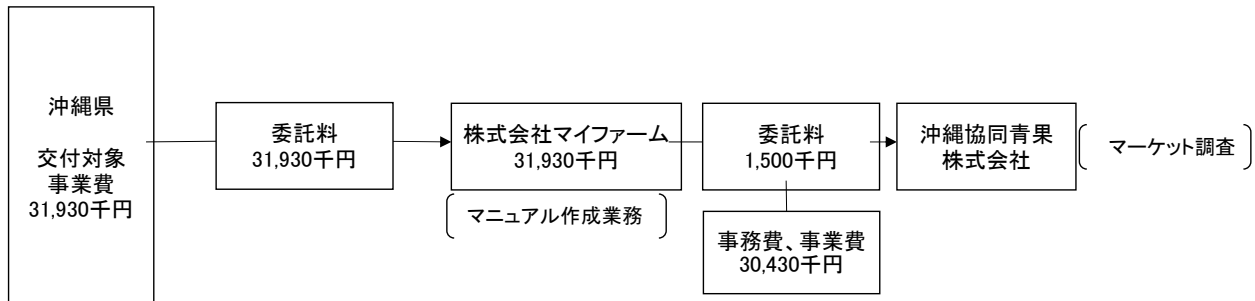 沖縄県
交付対象
事業費
31,930千円
委託料
31,930千円
株式会社マイファーム
31,930千円
マニュアル作成業務
委託料
1,500千円
事務費、事業費
30,430千円
沖縄協同青果
株式会社
マーケット調査